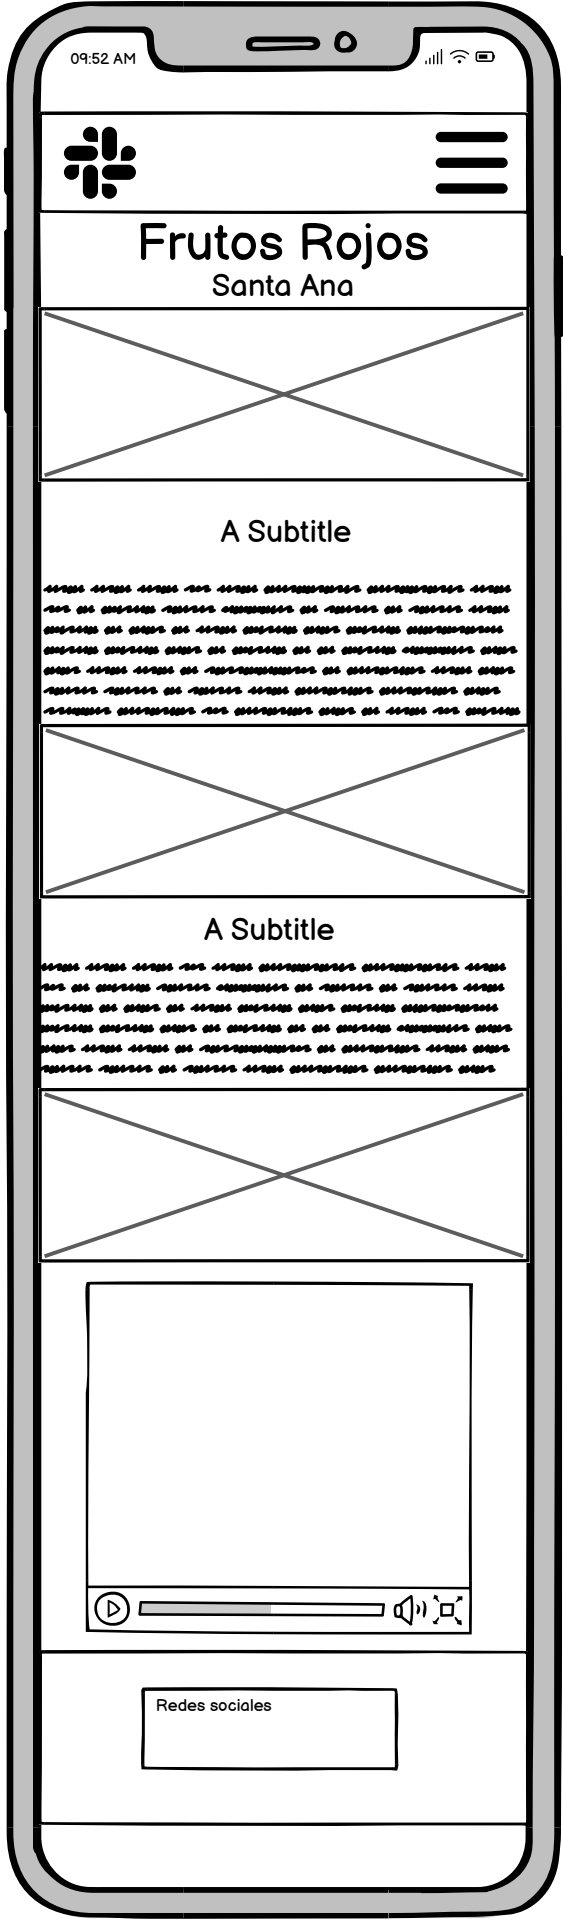 09:52 AM
Frutos Rojos
Santa Ana
A Subtitle
A Subtitle
Redes sociales